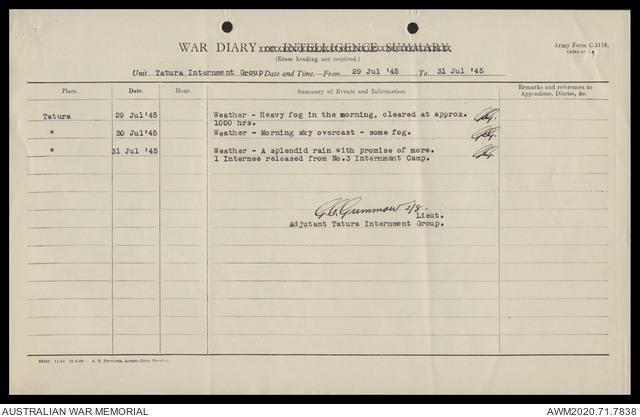 WAR DIARY or INTELLIGENCE SUMMARY.
Army Form C.2118.
(Erase heading not required.)
Unit Tatura Internment Group Date and Time.—From 29 Jul '45 To 31 Jul '45
Place. Date. Hour. Summary of Events and Information. Remarks and references to
Appendices, Diaries, &c.
Tatura 29 Jul'45 Weather - Heavy fog in the morning, cleared at approx.
1000 hrs.
" 30 Jul'45 Weather - Morning sky overcast - some fog.
" 31 Jul '45 Weather - A splendid rain with promise of more.
1 Internee released from No.3 Internment Camp.
Gummow
Lieut.
Adjutant Tatura Internment Group.
AUSTRALIAN WAR MEMORIAL
AWM2020.71.7838